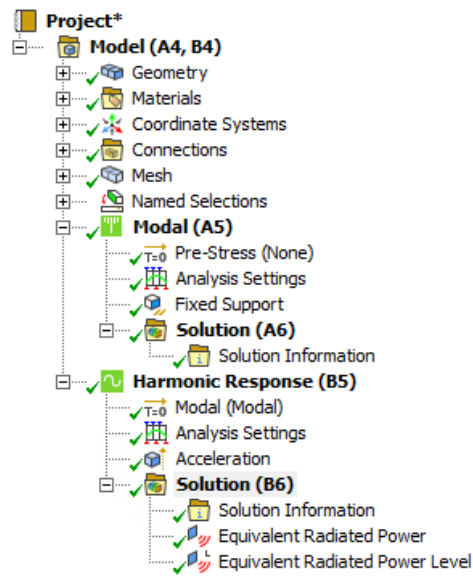 Project*
Model (A4, B4)
Geometry
Materials
Coordinate Systems
Connections
Mesh
Named Selections
Modal (A5)
T=0 Pre-Stress (None)
Analysis Settings
Fixed Support
Solution (A6)
i Solution Information
Harmonic Response (B5)
T=0 Modal (Modal)
Analysis Settings
Acceleration
Solution (B6)
i Solution Information
Equivalent Radiated Power
L Equivalent Radiated Power Level